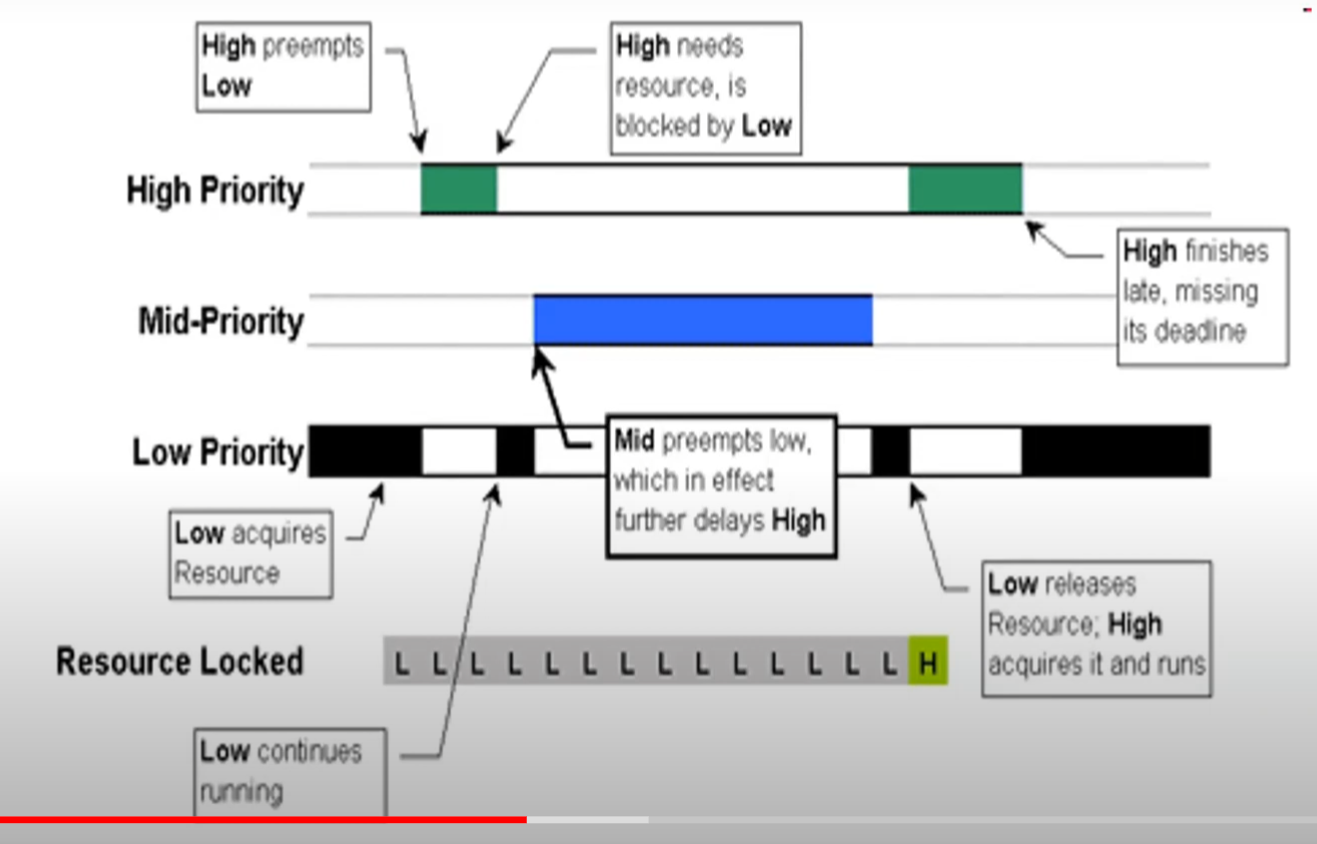 High preempts
Low
High needs
resource, is
blocked by Low
High Priority
High finishes
late, missing
its deadline
Mid-Priority
Mid preempts low,
which in effect
further delays High
Low Priority
Low acquires
Resource
Low releases
Resource; High
acquires it and runs
Resource Locked
L L L L L L L L L L L L L L H
Low continues
running